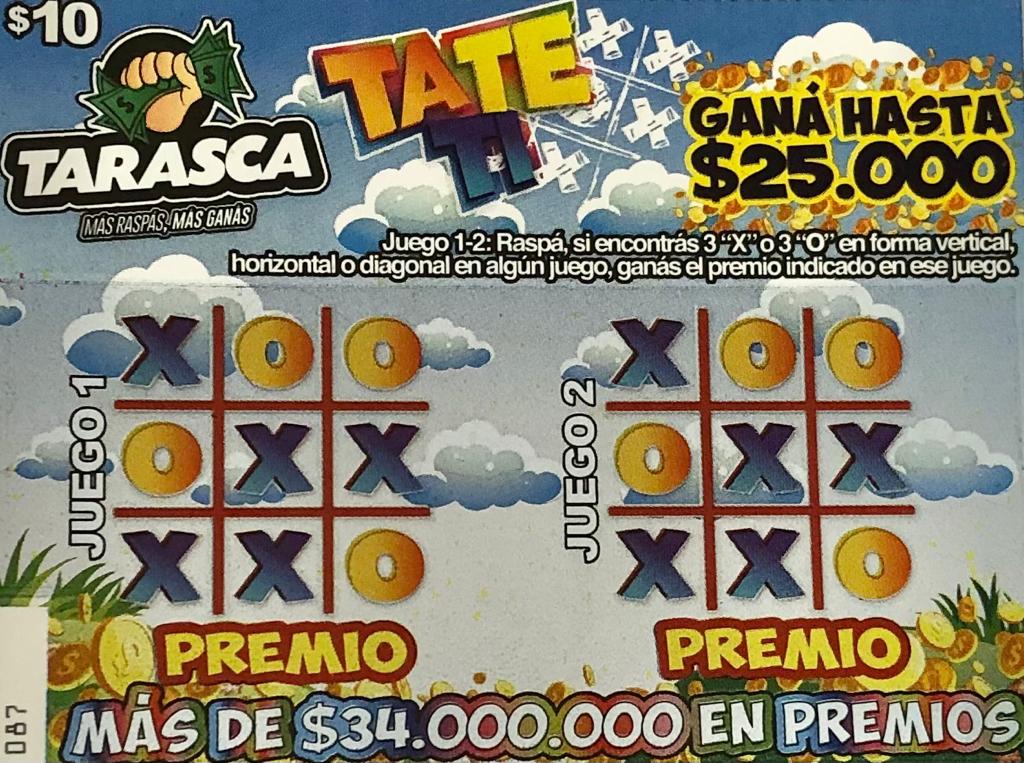 $10
TATE
TI
GANÁ HASTA
$25.000
TARASCA
MÁS RASPÁS, MÁS GANÁS
Juego 1-2: Raspá, si encontrás 3 "X" o 3 "O" en forma vertical,
horizontal o diagonal en algún juego, ganás el premio indicado en ese juego.
JUEGO 1
X O O
O X X
X X O
PREMIO
JUEGO 2
X O O
O X X
X X O
PREMIO
087
MÁS DE $34.000.000 EN PREMIOS